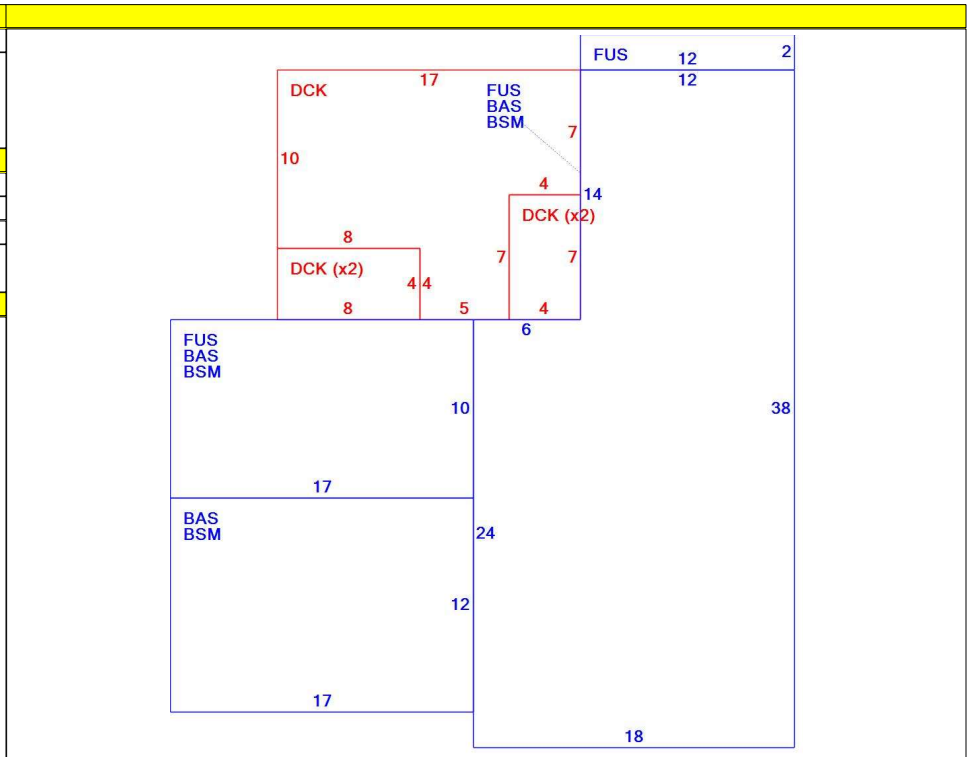 FUS 12 2
12
DCK 17
FUS
BAS
BSM
7
10
4
14
DCK (x2)
8
7 7
DCK (x2)
4 4
8 5 4
6
FUS
BAS
BSM
10
38
17
BAS
BSM
24
12
17
18